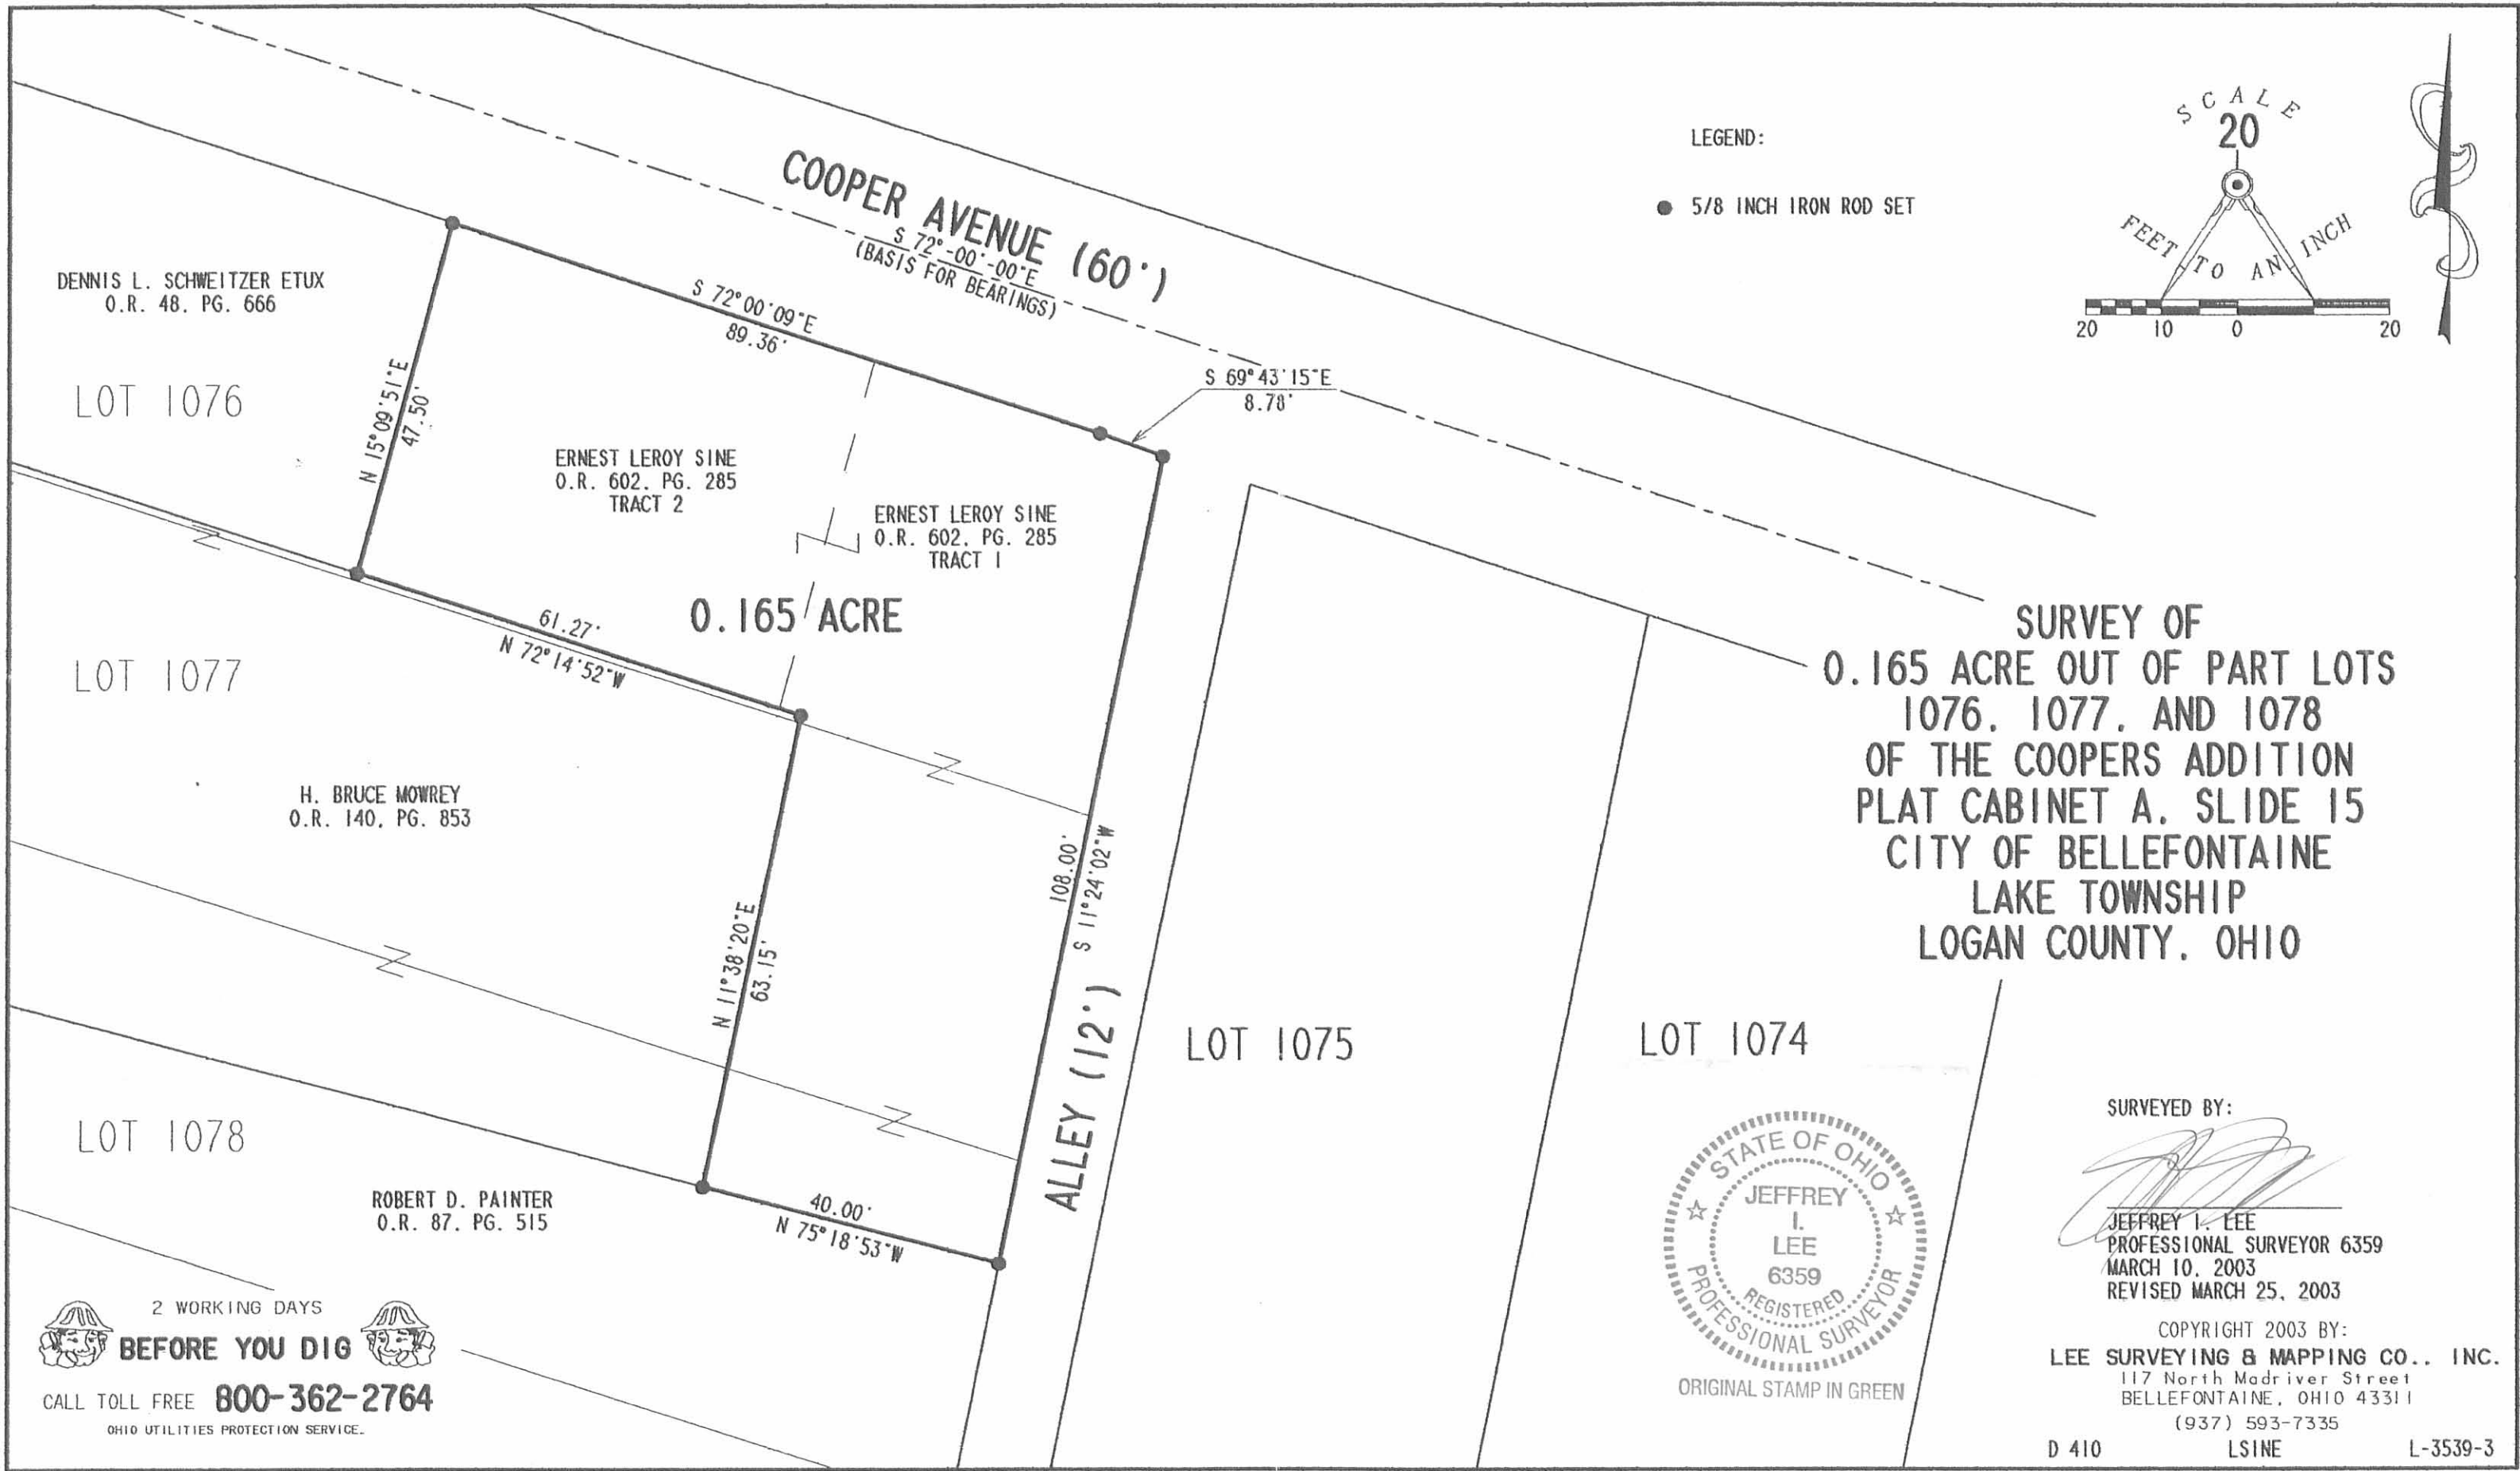 COOPER AVENUE (60')
S 72°-00'-00"E
(BASIS FOR BEARINGS)
LEGEND:
5/8 INCH IRON ROD SET
SCALE
20
FEET TO AN INCH
20 10 0 20
DENNIS L. SCHWEITZER ETUX
O.R. 48, PG. 666
LOT 1076
N 15°09'51"E
47.50'
S 72°00'09"E
89.36'
S 69°43'15"E
8.78'
ERNEST LEROY SINE
O.R. 602, PG. 285
TRACT 2
ERNEST LEROY SINE
O.R. 602, PG. 285
TRACT 1
0.165 ACRE
61.27'
N 72°14'52"W
LOT 1077
H. BRUCE MOWREY
O.R. 140, PG. 853
N 11°38'20"E
63.15'
108.00'
S 11°24'02"W
ALLEY (12')
LOT 1075
LOT 1074
LOT 1078
ROBERT D. PAINTER
O.R. 87, PG. 515
40.00'
N 75°18'53"W
SURVEY OF
0.165 ACRE OUT OF PART LOTS
1076, 1077, AND 1078
OF THE COOPERS ADDITION
PLAT CABINET A, SLIDE 15
CITY OF BELLEFONTAINE
LAKE TOWNSHIP
LOGAN COUNTY, OHIO
2 WORKING DAYS
BEFORE YOU DIG
CALL TOLL FREE 800-362-2764
OHIO UTILITIES PROTECTION SERVICE.
STATE OF OHIO
JEFFREY
I.
LEE
6359
REGISTERED
PROFESSIONAL SURVEYOR
ORIGINAL STAMP IN GREEN
SURVEYED BY:
JEFFREY I. LEE
PROFESSIONAL SURVEYOR 6359
MARCH 10, 2003
REVISED MARCH 25, 2003
COPYRIGHT 2003 BY:
LEE SURVEYING & MAPPING CO., INC.
117 North Madriver Street
BELLEFONTAINE, OHIO 43311
(937) 593-7335
D 410 LSINE L-3539-3